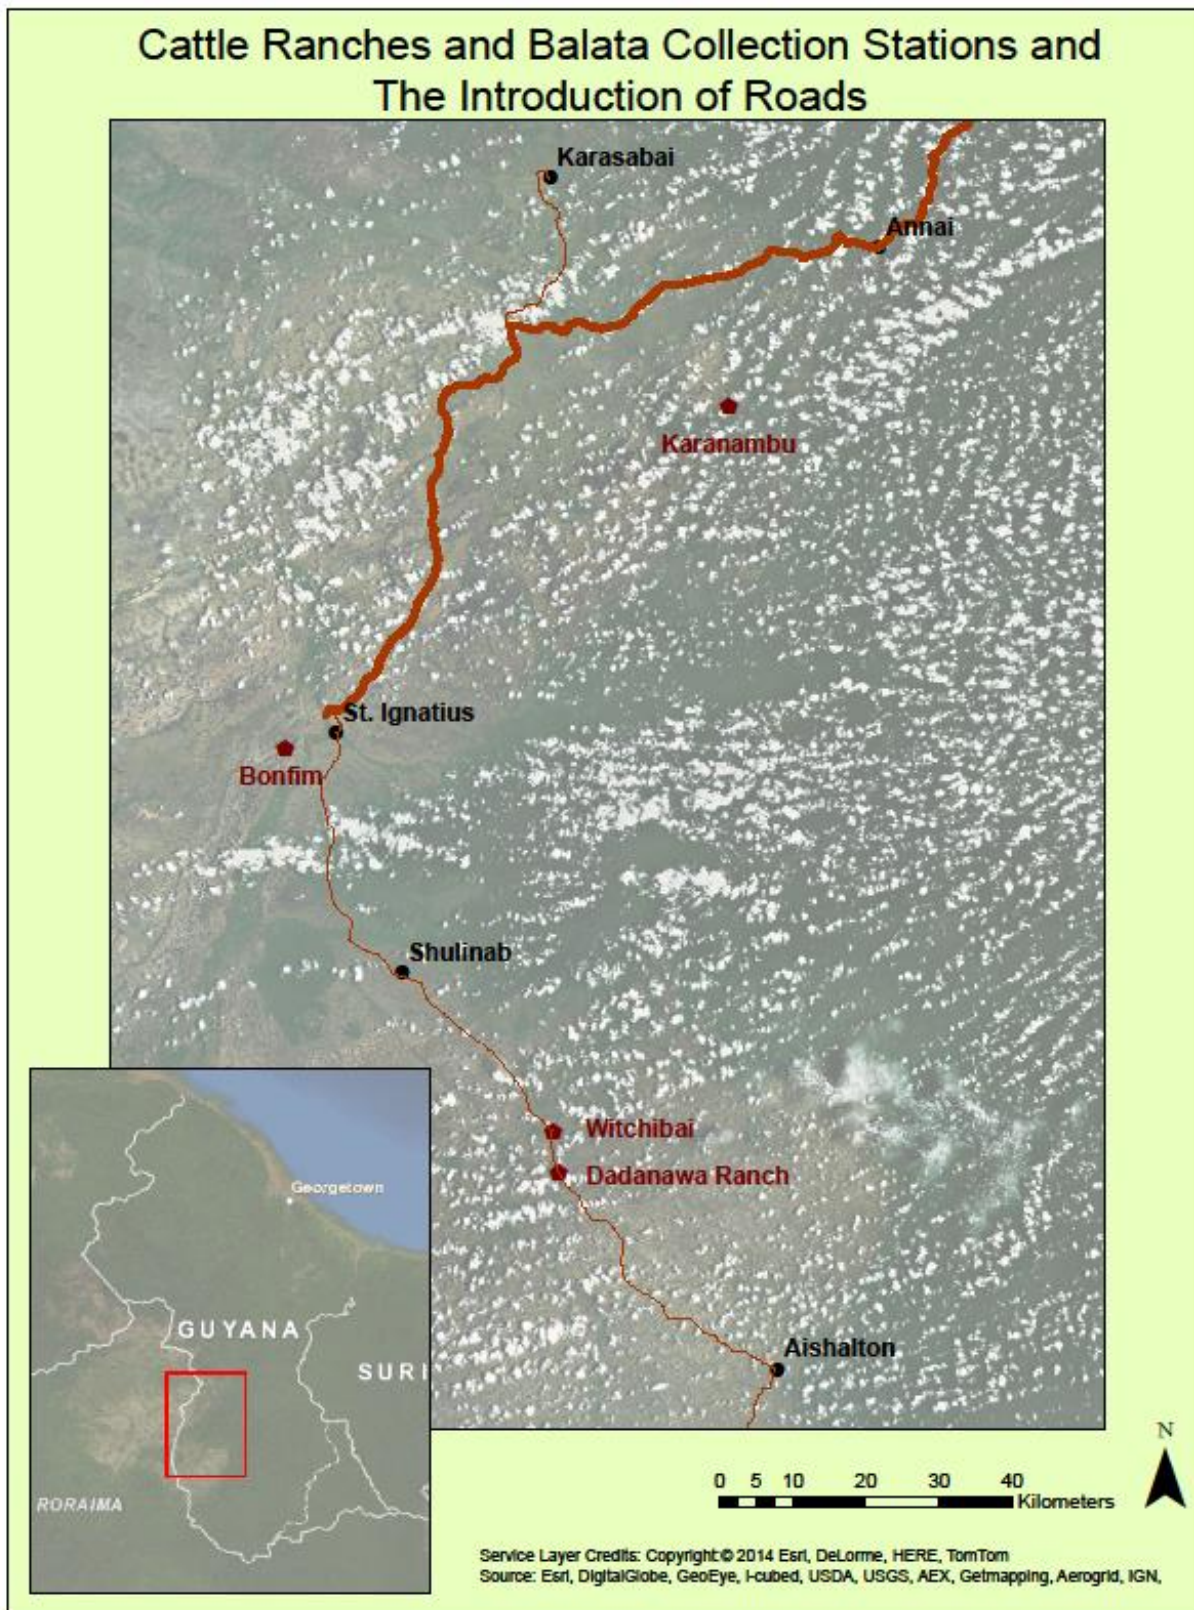 Cattle Ranches and Balata Collection Stations and
The Introduction of Roads
Karasabai
Annai
Karanambu
St. Ignatius
Bonfim
Shulinab
Witchibai
Dadanawa Ranch
Aishalton
Georgetown
GUYANA
SURI
RORAIMA
N
0 5 10 20 30 40
Kilometers
Service Layer Credits: Copyright:© 2014 Esri, DeLorme, HERE, TomTom
Source: Esri, DigitalGlobe, GeoEye, i-cubed, USDA, USGS, AEX, Getmapping, Aerogrid, IGN,